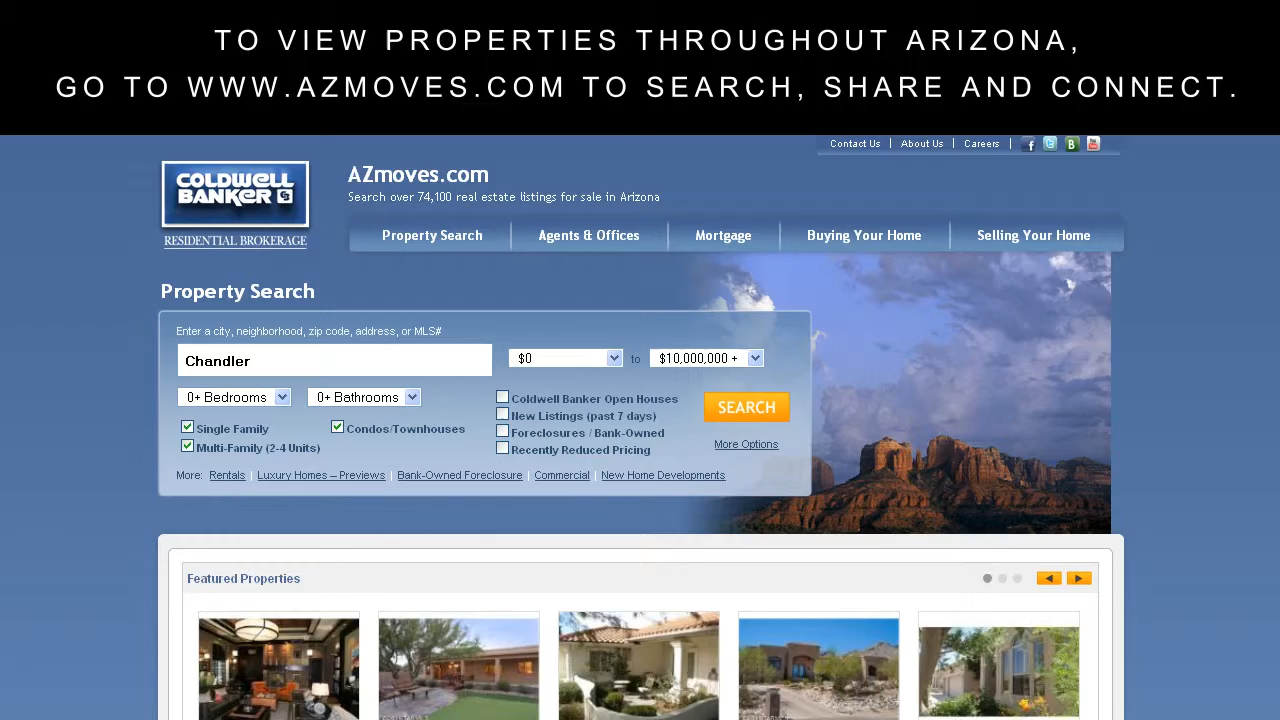 TO VIEW PROPERTIES THROUGHOUT ARIZONA,
GO TO WWW.AZMOVES.COM TO SEARCH, SHARE AND CONNECT.
Contact Us | About Us | Careers |
COLDWELL
BANKER
RESIDENTIAL BROKERAGE
AZmoves.com
Search over 74,100 real estate listings for sale in Arizona
Property Search
Agents & Offices
Mortgage
Buying Your Home
Selling Your Home
Property Search
Enter a city, neighborhood, zip code, address, or MLS#
Chandler
$0 to $10,000,000 +
0+ Bedrooms
0+ Bathrooms
Single Family
Condos/Townhouses
Multi-Family (2-4 Units)
Coldwell Banker Open Houses
New Listings (past 7 days)
Foreclosures / Bank-Owned
Recently Reduced Pricing
SEARCH
More Options
More: Rentals | Luxury Homes – Previews | Bank-Owned Foreclosure | Commercial | New Home Developments
Featured Properties